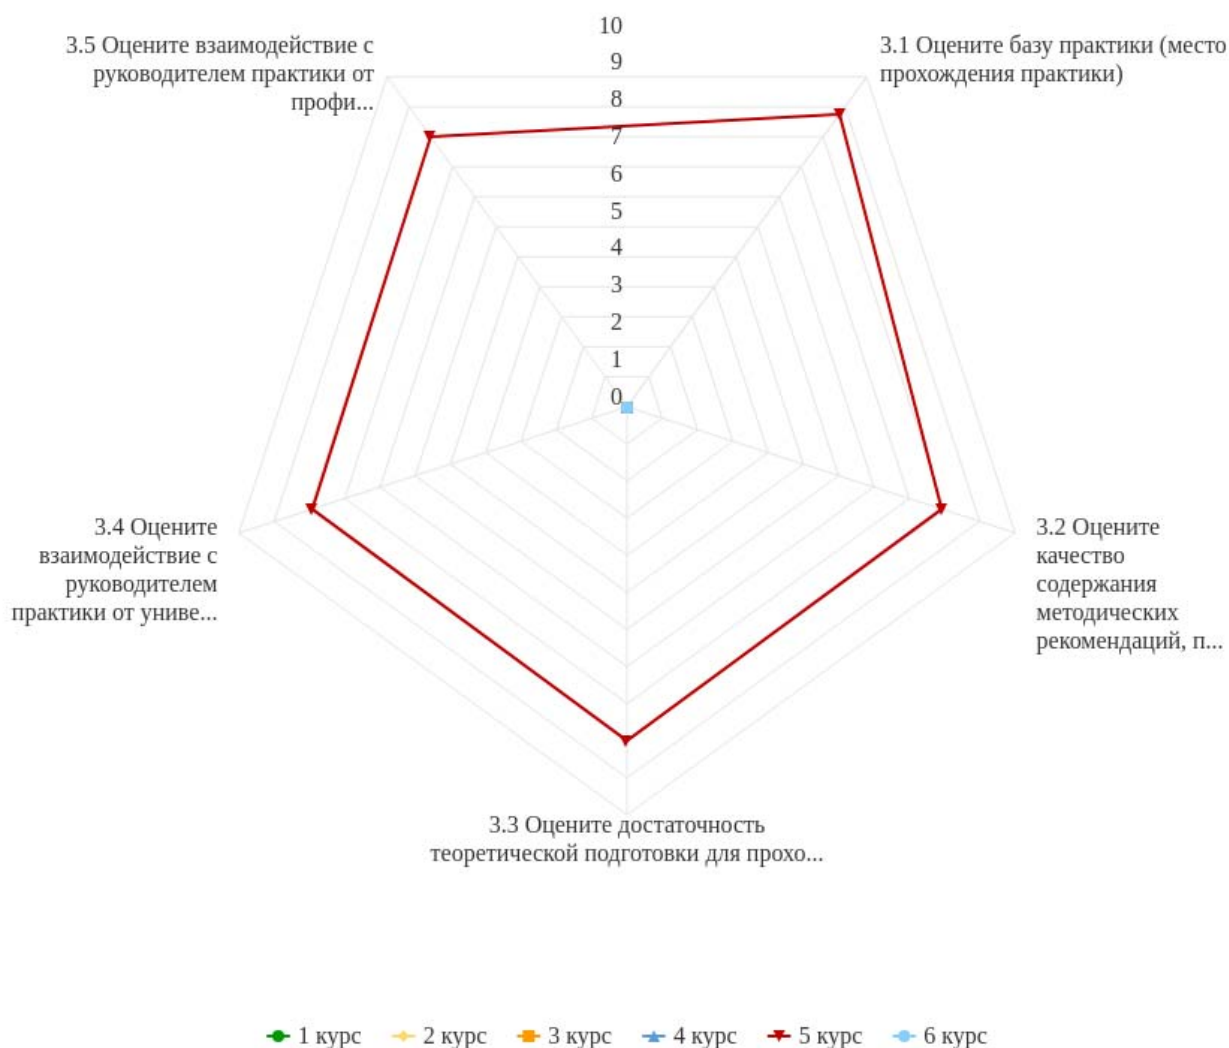 10
3.5 Оцените взаимодействие с
руководителем практики от
профи...
3.1 Оцените базу практики (место
прохождения практики)
9
8
7
6
5
4
3
2
1
0
3.4 Оцените
взаимодействие с
руководителем
практики от униве...
3.2 Оцените
качество
содержания
методических
рекомендаций, п...
3.3 Оцените достаточность
теоретической подготовки для прохо...
1 курс 2 курс 3 курс 4 курс 5 курс 6 курс